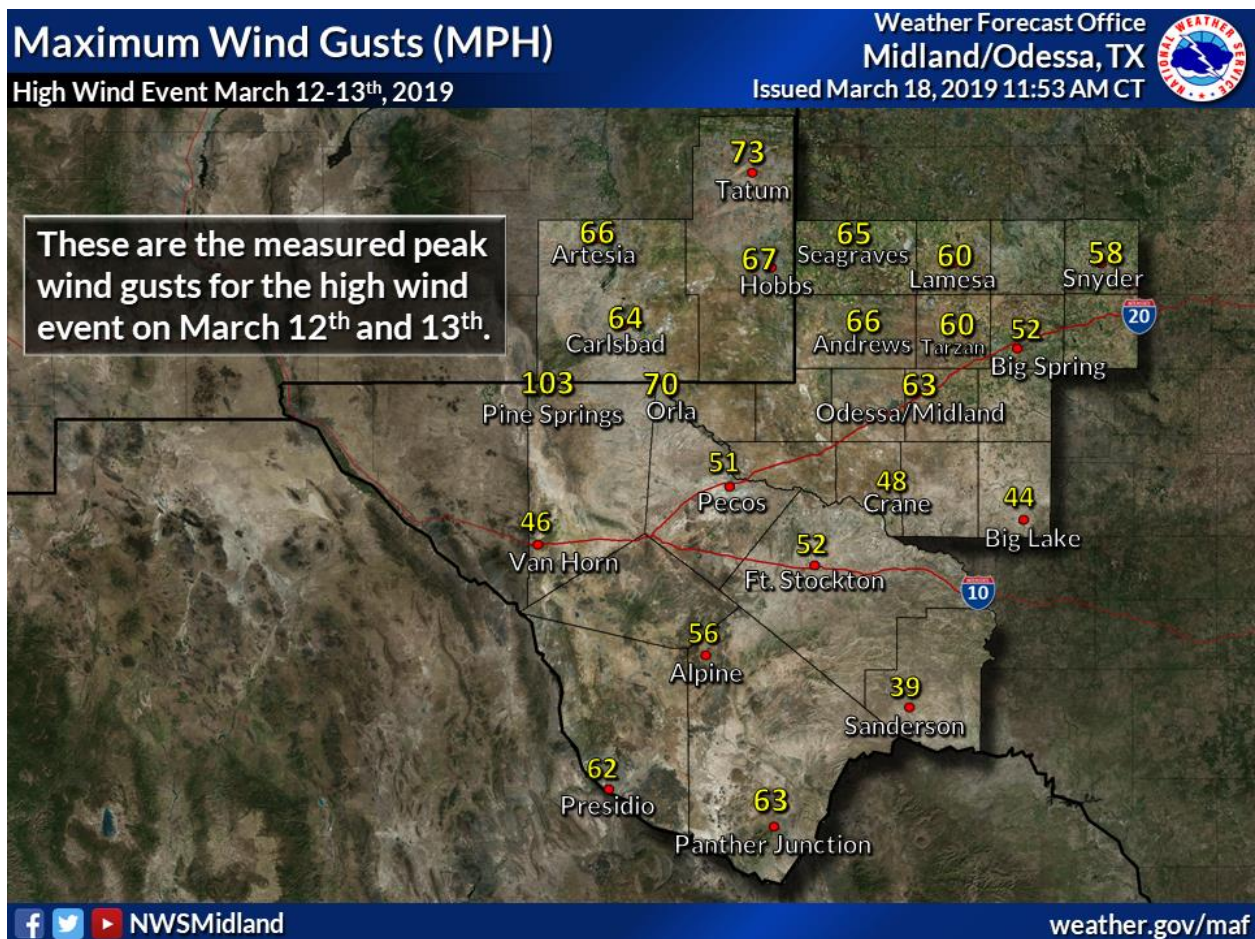 Maximum Wind Gusts (MPH)
High Wind Event March 12-13th, 2019
Weather Forecast Office
Midland/Odessa, TX
Issued March 18, 2019 11:53 AM CT
NATIONAL WEATHER SERVICE
These are the measured peak
wind gusts for the high wind
event on March 12th and 13th.
73
Tatum
66
Artesia
67
Hobbs
65
Seagraves
60
Lamesa
58
Snyder
64
Carlsbad
66
Andrews
60
Tarzan
52
Big Spring
20
103
Pine Springs
70
Orla
63
Odessa/Midland
51
Pecos
48
Crane
44
Big Lake
46
Van Horn
52
Ft. Stockton
10
56
Alpine
39
Sanderson
62
Presidio
63
Panther Junction
NWSMidland
weather.gov/maf